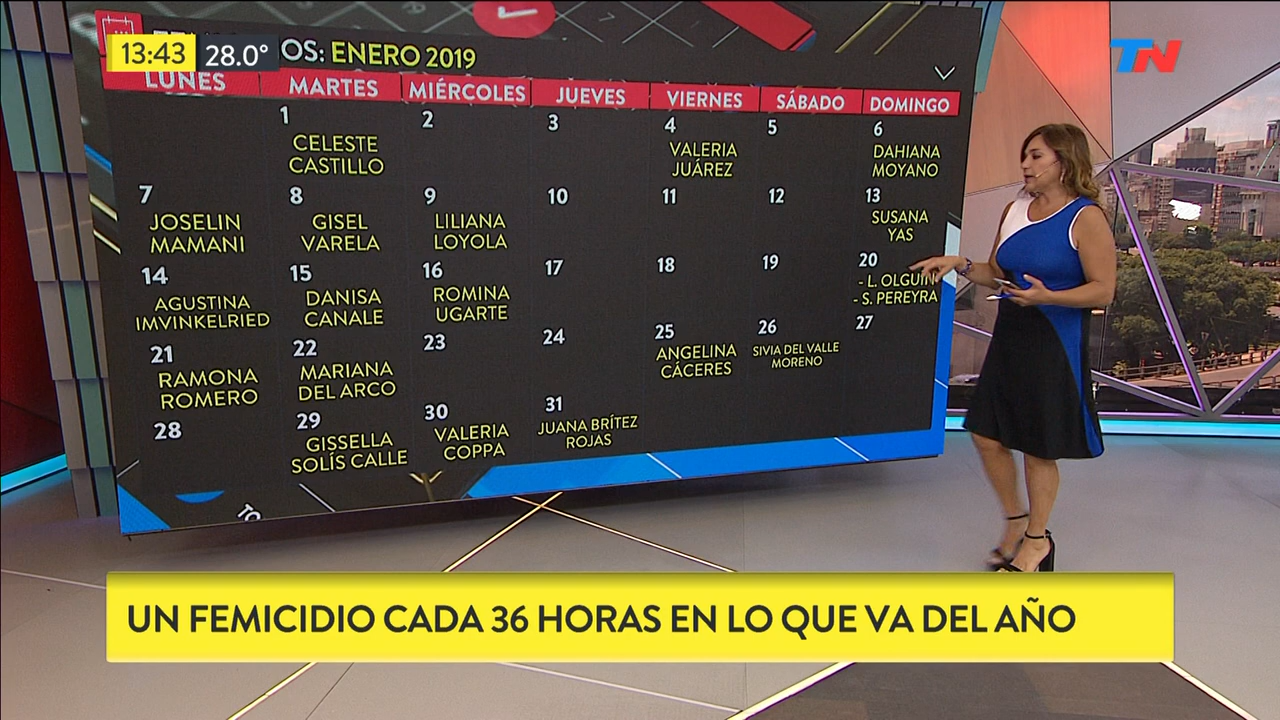 13:43 28.0°
OS: ENERO 2019
TN
LUNES MARTES MIÉRCOLES JUEVES VIERNES SÁBADO DOMINGO
1 2 3 4 5 6
CELESTE VALERIA DAHIANA
CASTILLO JUÁREZ MOYANO
7 8 9 10 11 12 13
JOSELIN GISEL LILIANA SUSANA
MAMANI VARELA LOYOLA YAS
14 15 16 17 18 19 20
AGUSTINA DANISA ROMINA - L. OLGUIN
IMVINKELRIED CANALE UGARTE - S. PEREYRA
21 22 23 24 25 26 27
RAMONA MARIANA ANGELINA SIVIA DEL VALLE
ROMERO DEL ARCO CÁCERES MORENO
28 29 30 31
GISSELLA VALERIA JUANA BRÍTEZ
SOLÍS CALLE COPPA ROJAS
UN FEMICIDIO CADA 36 HORAS EN LO QUE VA DEL AÑO